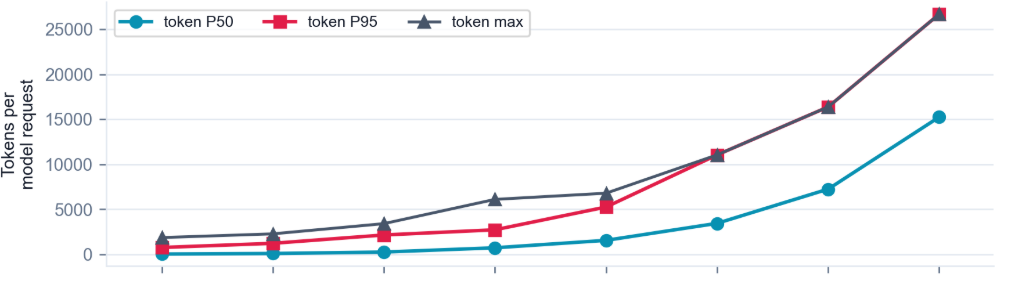 token P50 token P95 token max
25000
20000
15000
10000
5000
0
Tokens per
model request